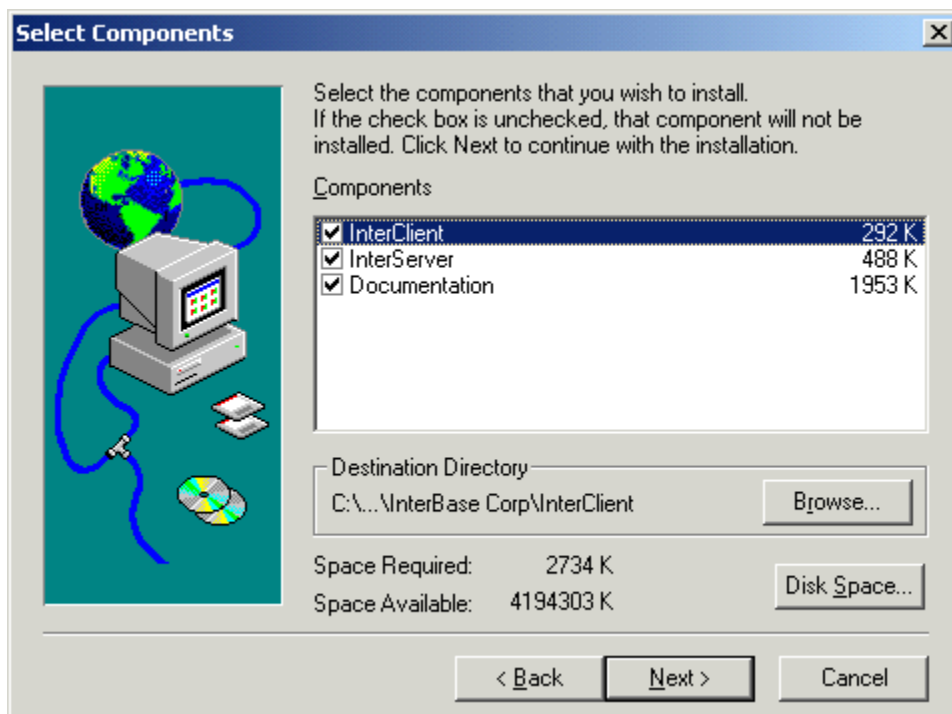 Select Components
Select the components that you wish to install.
If the check box is unchecked, that component will not be
installed. Click Next to continue with the installation.
Components
InterClient 292 K
InterServer 488 K
Documentation 1953 K
Destination Directory
C:\...\InterBase Corp\InterClient Browse...
Space Required: 2734 K
Space Available: 4194303 K
Disk Space...
< Back Next > Cancel